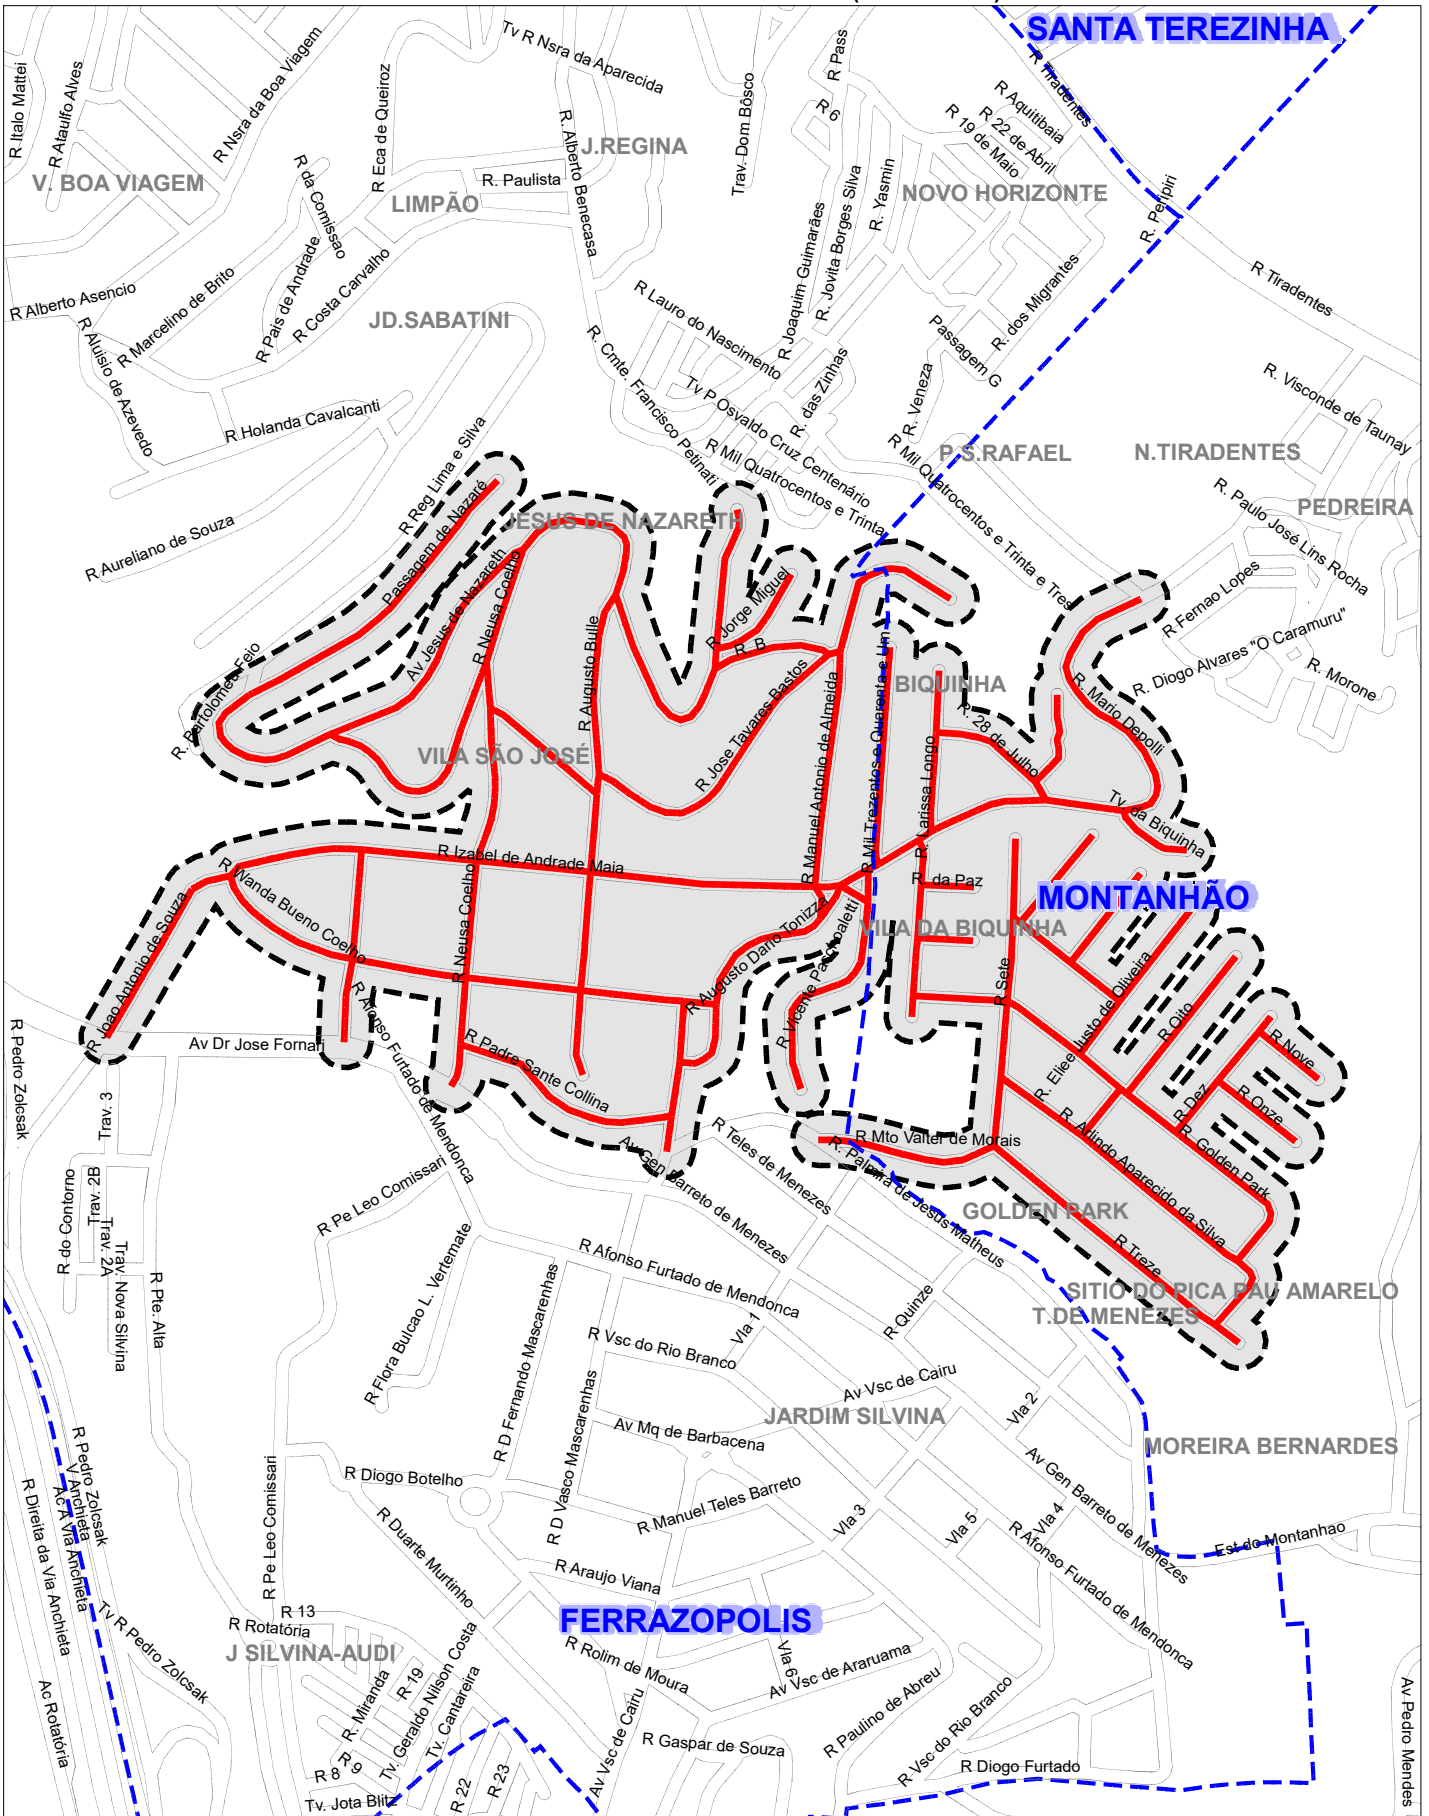 SANTA TEREZINHA
Tv R Nsra da Aparecida
R Pass
R Tiradentes
R Italo Mattei
R Ataulfo Alves
R Nsra da Boa Viagem
R Eca de Queiroz
Trav. Dom Bôsco
R 6
R Aquitibaia
R 22 de Abril
R 19 de Maio
R. Alberto Benecasa
J.REGINA
V. BOA VIAGEM
R da Comissao
R. Paulista
LIMPÃO
R. Yasmin
NOVO HORIZONTE
R. Peripiri
R Joaquim Guimarães
R. Jovita Borges Silva
R Pais de Andrade
R Costa Carvalho
R Marcelino de Brito
R Alberto Asencio
R Lauro do Nascimento
R. dos Migrantes
R Tiradentes
JD.SABATINI
R Aluisio de Azevedo
R. Cmte. Francisco Petinati
Passagem G
R. Veneza
R. das Zinhas
Tv P Osvaldo Cruz Centenário
R. Visconde de Taunay
R Holanda Cavalcanti
R Reg Lima e Silva
R Mil Quatrocentos e Trinta
R Mil Quatrocentos e Trinta e Tres
P.S.RAFAEL
N.TIRADENTES
R. Paulo José Lins Rocha
PEDREIRA
R Aureliano de Souza
Passagem de Nazaré
JESUS DE NAZARETH
Av Jesus de Nazareth
R Neusa Coelho
R Jorge Miguel
R. B
R Fernao Lopes
R. Diogo Alvares "O Caramuru"
R. Morone
R. Bartolomeu Feio
R Augusto Bulle
R Jose Tavares Bastos
R Manuel Antonio de Almeida
R Mil Trezentos e Quarenta e Um
BIQUINHA
R. 28 de Julho
R. Mario Depolli
VILA SÃO JOSÉ
R. Larissa Longo
Tv. da Biquinha
R Izabel de Andrade Maia
R Wanda Bueno Coelho
R. da Paz
MONTANHÃO
R Joao Antonio de Souza
R Neusa Coelho
R Augusto Dario Tonizza
R Vicente Paschoaletti
VILA DA BIQUINHA
R.Sete
R. Eliee Justo de Oliveira
R Oito
R Afonso Furtado de Mendonca
R Pedro Zolcsak
Av Dr Jose Fornari
R Padre Sante Collina
R Nove
R Dez
R Onze
R. Golden Park
R. Arlindo Aparecido da Silva
Trav. 3
R Mto Valter de Morais
R. Palmira de Jesus Matheus
R Teles de Menezes
Av Gen Barreto de Menezes
R Pe Leo Comissari
R do Contorno
Trav. 2B
Trav. 2A
Trav. Nova Silvina
R Pte. Alta
GOLDEN PARK
R Treze
R Flora Bulcao L. Vertemate
R Afonso Furtado de Mendonca
R D Fernando Mascarenhas
SITIO DO PICA PAU AMARELO
T.DE MENEZES
R Quinze
Vla 1
R Vsc do Rio Branco
R D Vasco Mascarenhas
Av Vsc de Cairu
JARDIM SILVINA
Vla 2
Av Mq de Barbacena
MOREIRA BERNARDES
R Pedro Zolcsak
V Anchieta
Ac A Via Anchieta
R Direita da Via Anchieta
R Pe Leo Comissari
R Diogo Botelho
R Manuel Teles Barreto
Vla 3
Vla 5
Vla 4
Av Gen Barreto de Menezes
R Afonso Furtado de Mendonca
Est do Montanhao
R Duarte Murtinho
R Araujo Viana
Tv R Pedro Zolcsak
R 13
R Rotatória
FERRAZOPOLIS
J SILVINA-AUDI
R Rolim de Moura
Vla 6
Av Vsc de Araruama
R Paulino de Abreu
R Vsc do Rio Branco
R. Miranda
R 19
Tv. Geraldo Nilson Costa
Tv. Cantareira
Ac Rotatória
Av Vsc de Cairu
R Gaspar de Souza
R Diogo Furtado
Av Pedro Mendes
R 9
R 8
Tv. Jota Blitz
R 22
R 23